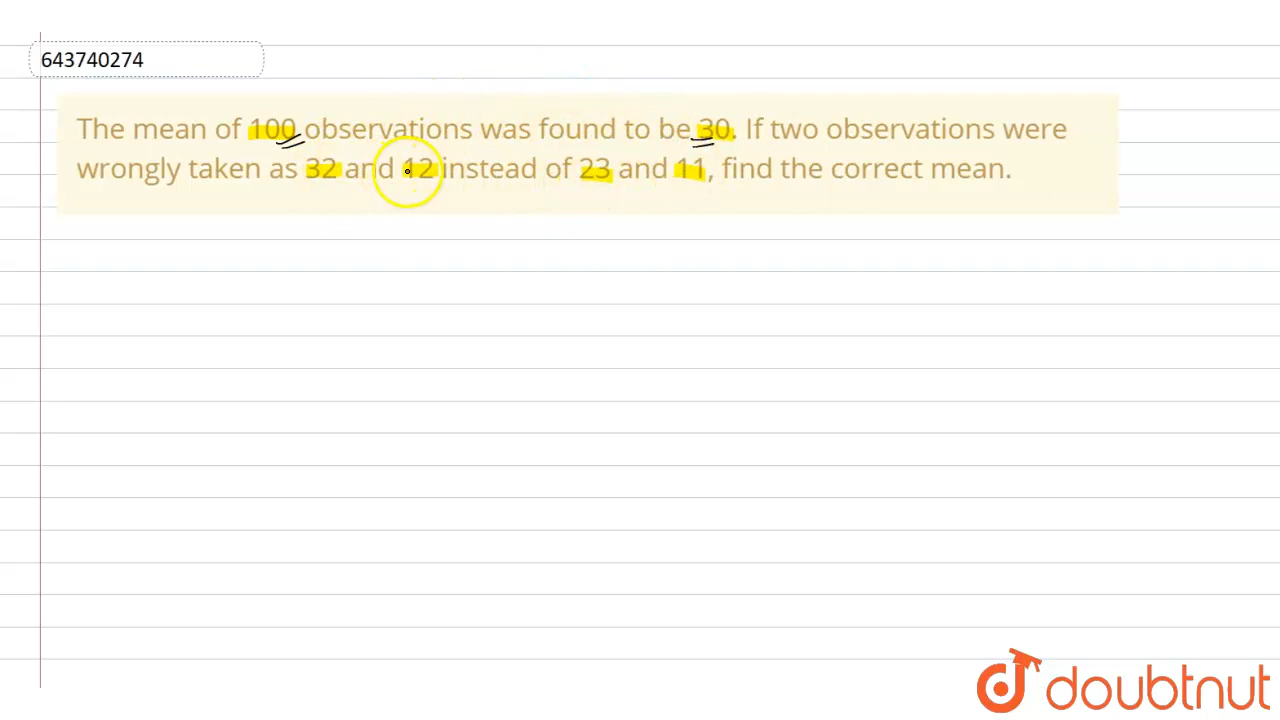 643740274
The mean of 100 observations was found to be 30. If two observations were
wrongly taken as 32 and 12 instead of 23 and 11, find the correct mean.
doubtnut